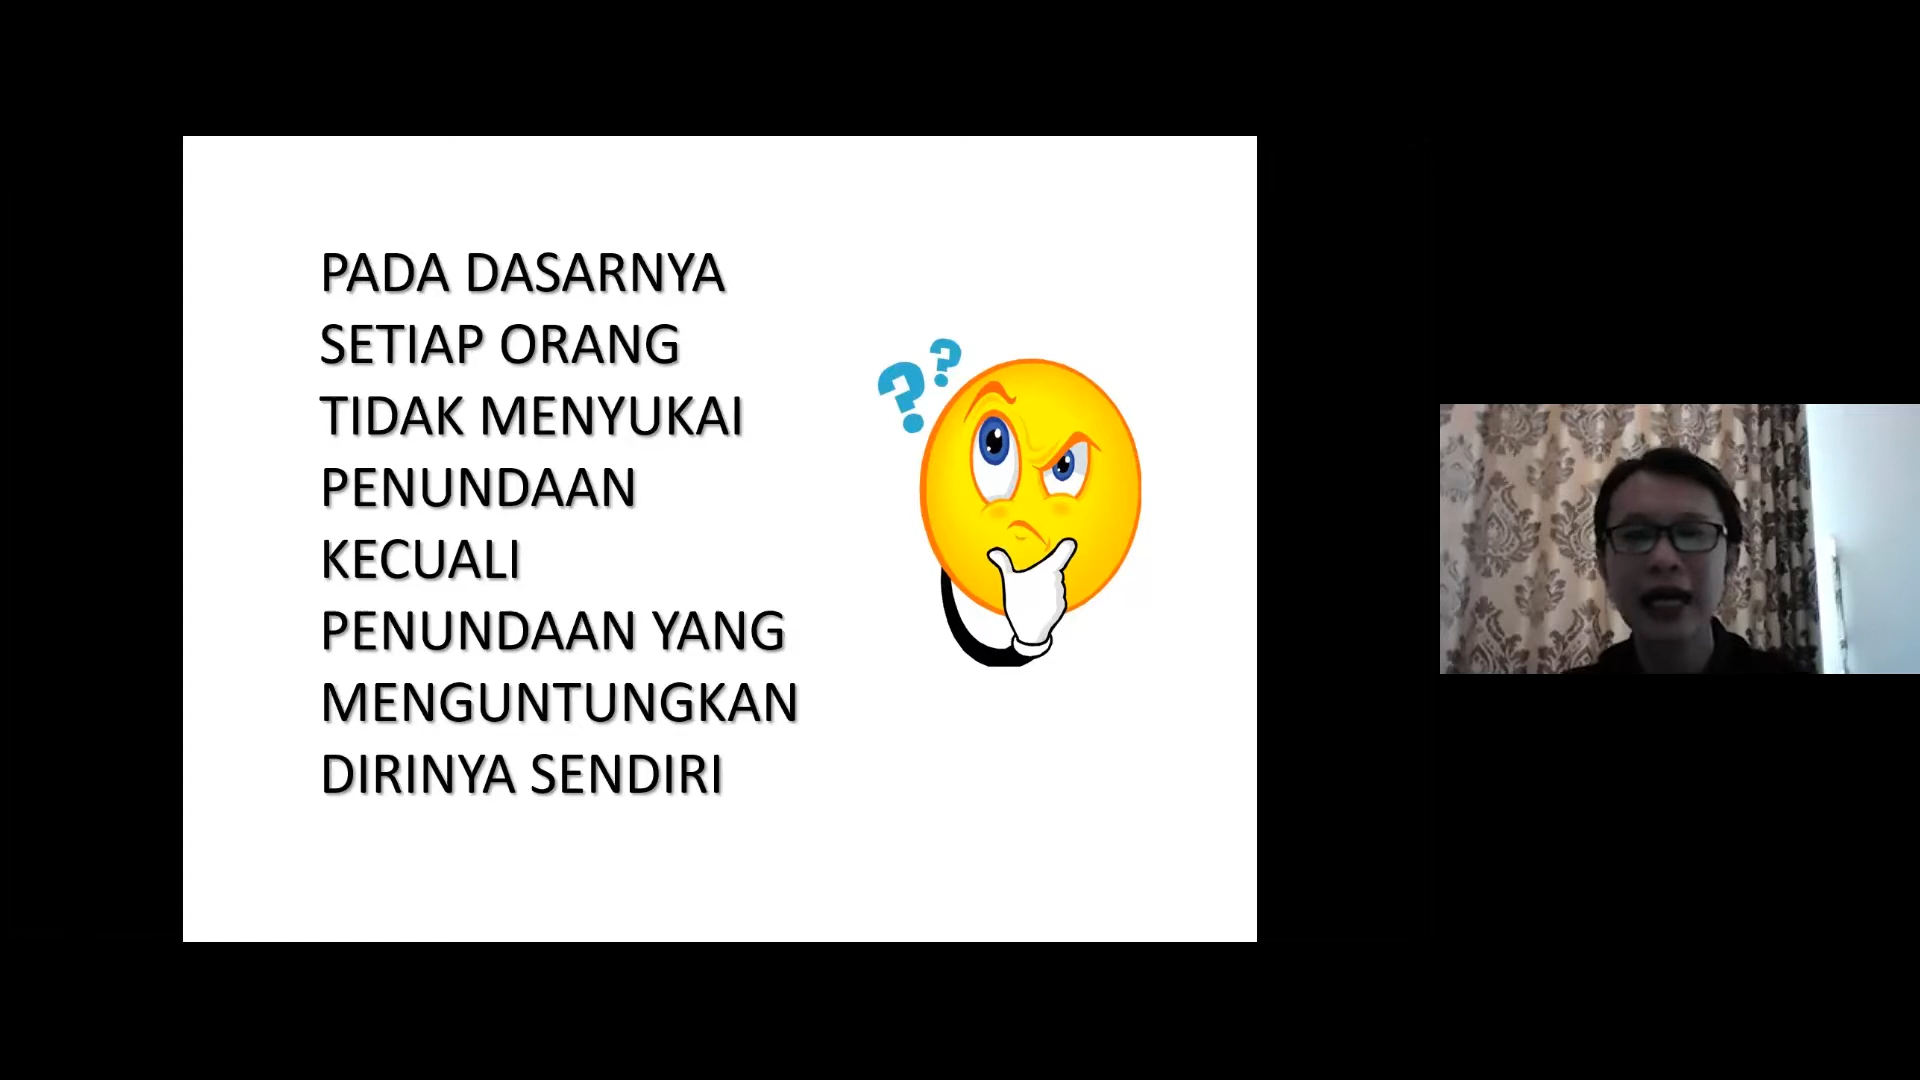 PADA DASARNYA
SETIAP ORANG
TIDAK MENYUKAI
PENUNDAAN
KECUALI
PENUNDAAN YANG
MENGUNTUNGKAN
DIRINYA SENDIRI
??